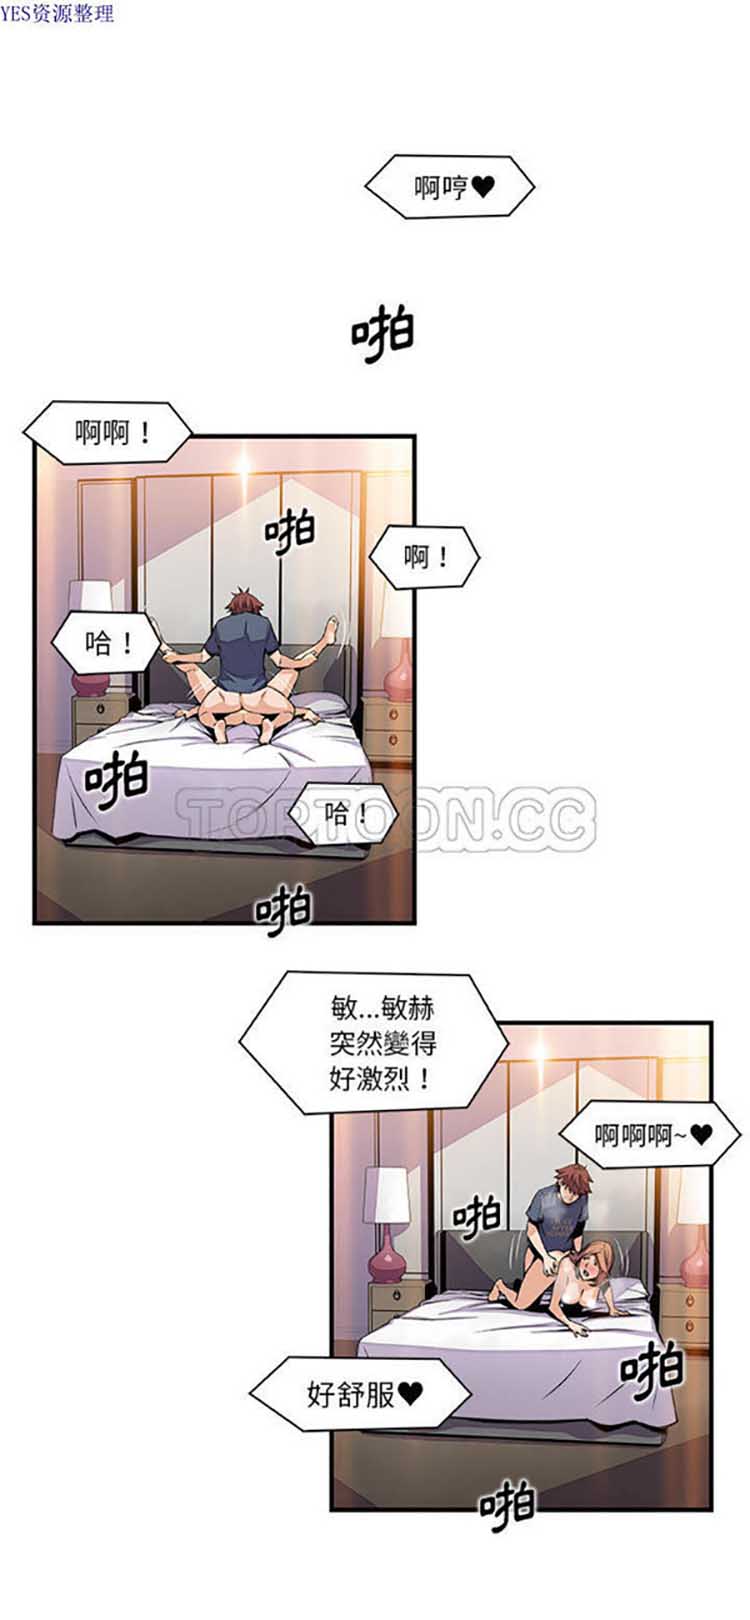 YES资源整理
啊哼♥
啪
啊啊！
啪
啊！
哈！
啪
哈！
TOPTOON.CC
啪
敏...敏赫
突然變得
好激烈！
啊啊啊~♥
啪
啪
好舒服♥
啪